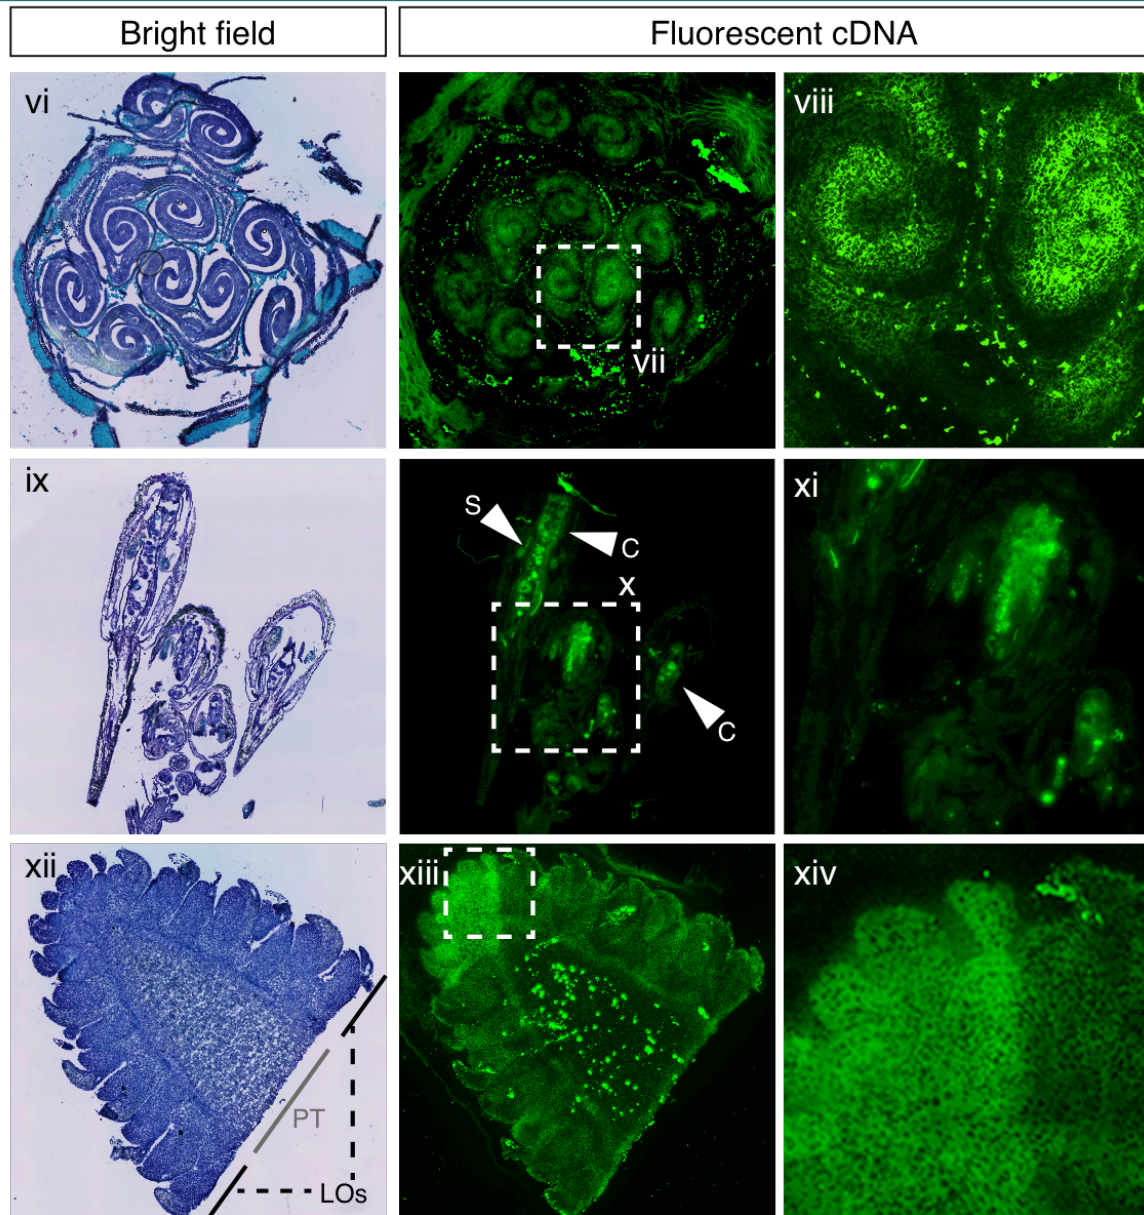 Bright field
Fluorescent cDNA
vi
vii
viii
ix
S
C
x
C
xi
xii
PT
LOs
xiii
xiv